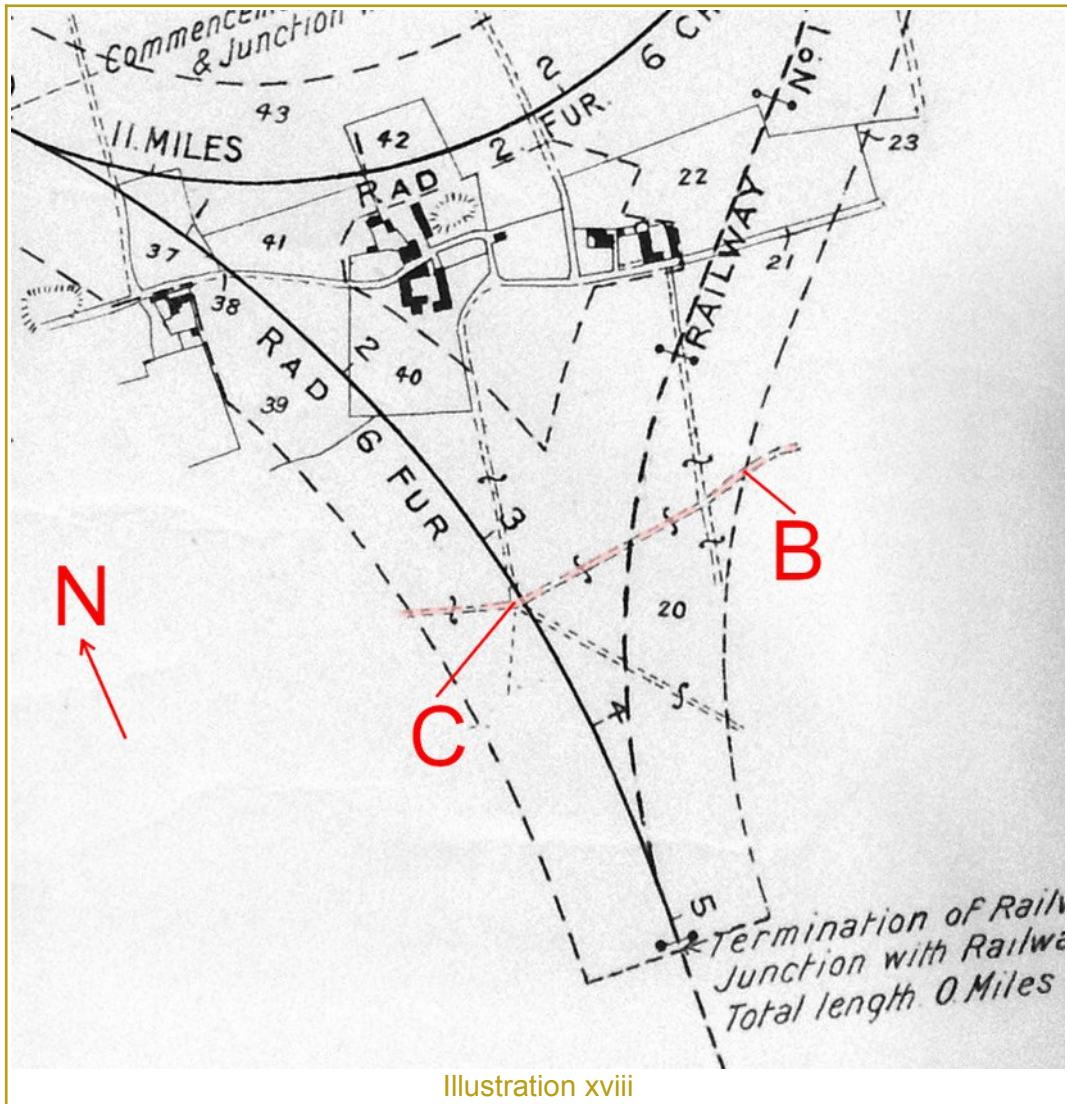 Commencem
& Junction
11. MILES
43
42
1
2
6
2
FUR.
RAD
RAILWAY No 1
22
23
37
41
21
38
RAD 6 FUR
2
40
39
3
B
N
20
C
4
5
Termination of Railw
Junction with Railwa
Total length. 0. Miles
Illustration xviii